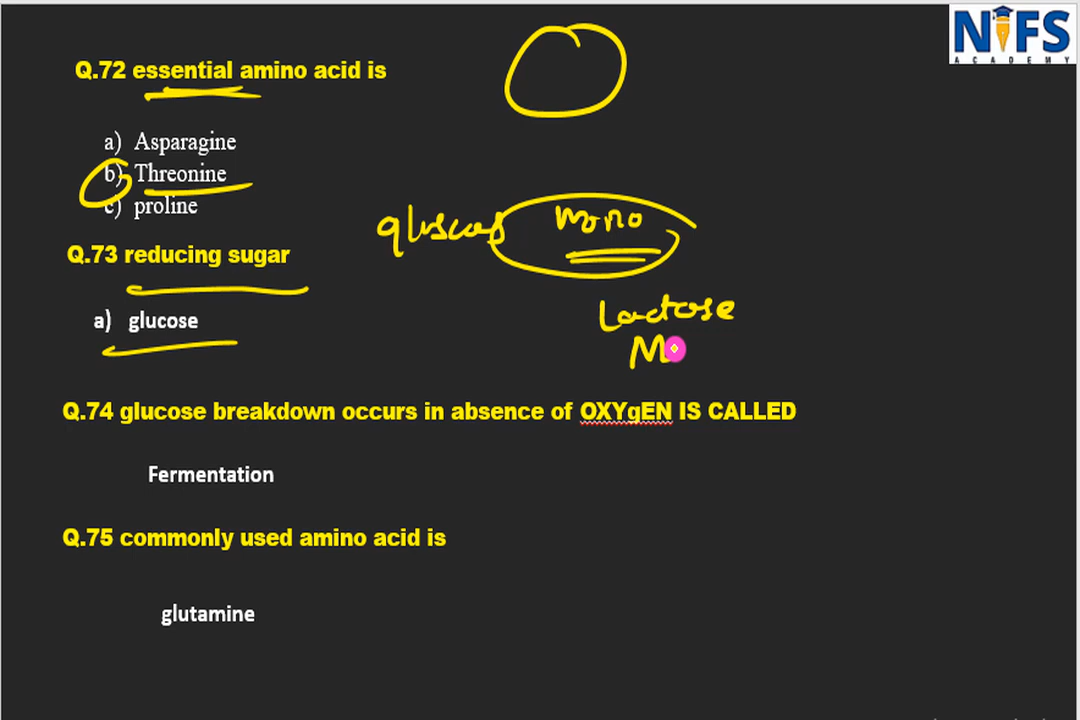 NIFS
ACADEMY
Q.72 essential amino acid is
a) Asparagine
b) Threonine
c) proline
mono
Q.73 reducing sugar
Lactose
a) glucose
M
Q.74 glucose breakdown occurs in absence of OXYgEN IS CALLED
Fermentation
Q.75 commonly used amino acid is
glutamine